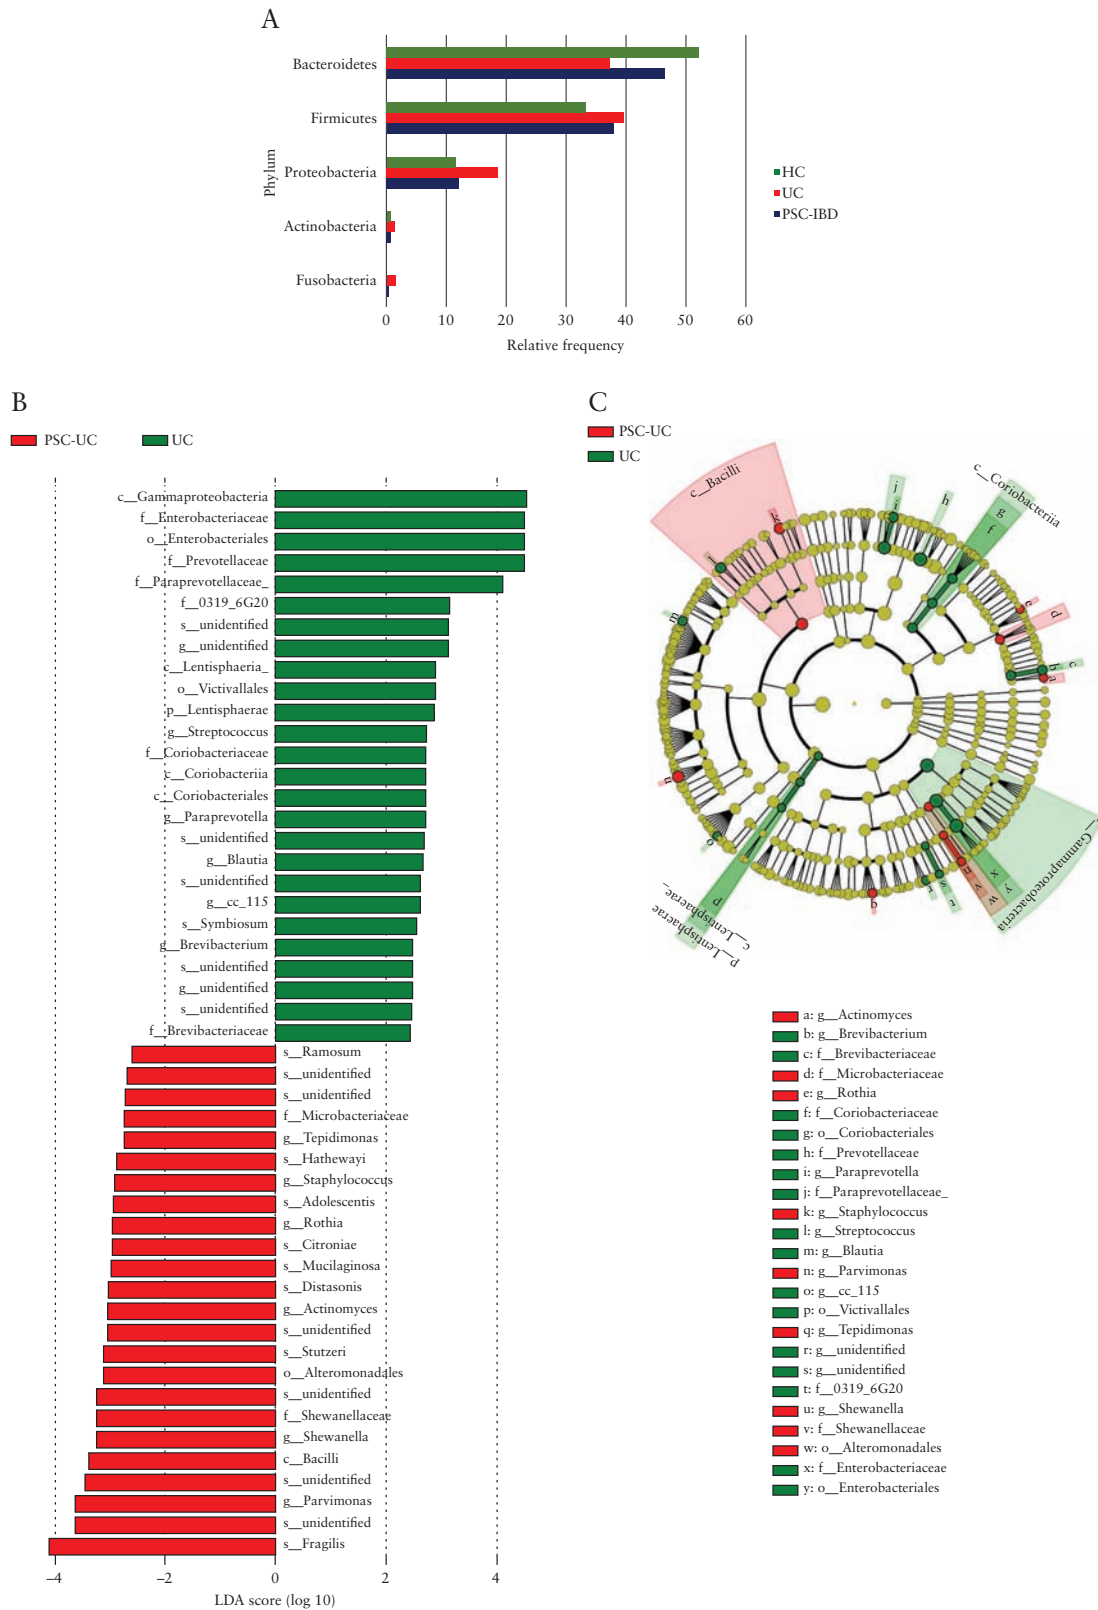 A
Bacteroidetes
Firmicutes
Proteobacteria
Actinobacteria
Fusobacteria
Phylum
0 10 20 30 40 50 60
Relative frequency
HC
UC
PSC-IBD
B
PSC-UC UC
c__Gammaproteobacteria
f__Enterobacteriaceae
o__Enterobacteriales
f__Prevotellaceae
f__Paraprevotellaceae_
f__0319_6G20
s__unidentified
g__unidentified
c__Lentisphaeria_
o__Victivallales
p__Lentisphaerae
g__Streptococcus
f__Coriobacteriaceae
c__Coriobacteriia
c__Coriobacteriales
g__Paraprevotella
s__unidentified
g__Blautia
s__unidentified
g__cc_115
s__Symbiosum
g__Brevibacterium
s__unidentified
g__unidentified
s__unidentified
f__Brevibacteriaceae
s__Ramosum
s__unidentified
s__unidentified
f__Microbacteriaceae
g__Tepidimonas
s__Hathewayi
g__Staphylococcus
s__Adolescentis
g__Rothia
s__Citroniae
s__Mucilaginosa
s__Distasonis
g__Actinomyces
s__unidentified
s__Stutzeri
o__Alteromonadales
s__unidentified
f__Shewanellaceae
g__Shewanella
c__Bacilli
s__unidentified
g__Parvimonas
s__unidentified
s__Fragilis
–4 –2 0 2 4
LDA score (log 10)
C
PSC-UC
UC
c__Bacilli
k
l
m
j
i
h
c__Coriobacteriia
g
f
e
d
c
b
a
u
o
p
c__Lentisphaerae_
p__Lentisphaerae
q
r
s
t
n
v
w
x
y
__Gammaproteobacteria
a: g__Actinomyces
b: g__Brevibacterium
c: f__Brevibacteriaceae
d: f__Microbacteriaceae
e: g__Rothia
f: f__Coriobacteriaceae
g: o__Coriobacteriales
h: f__Prevotellaceae
i: g__Paraprevotella
j: f__Paraprevotellaceae_
k: g__Staphylococcus
l: g__Streptococcus
m: g__Blautia
n: g__Parvimonas
o: g__cc_115
p: o__Victivallales
q: g__Tepidimonas
r: g__unidentified
s: g__unidentified
t: f__0319_6G20
u: g__Shewanella
v: f__Shewanellaceae
w: o__Alteromonadales
x: f__Enterobacteriaceae
y: o__Enterobacteriales